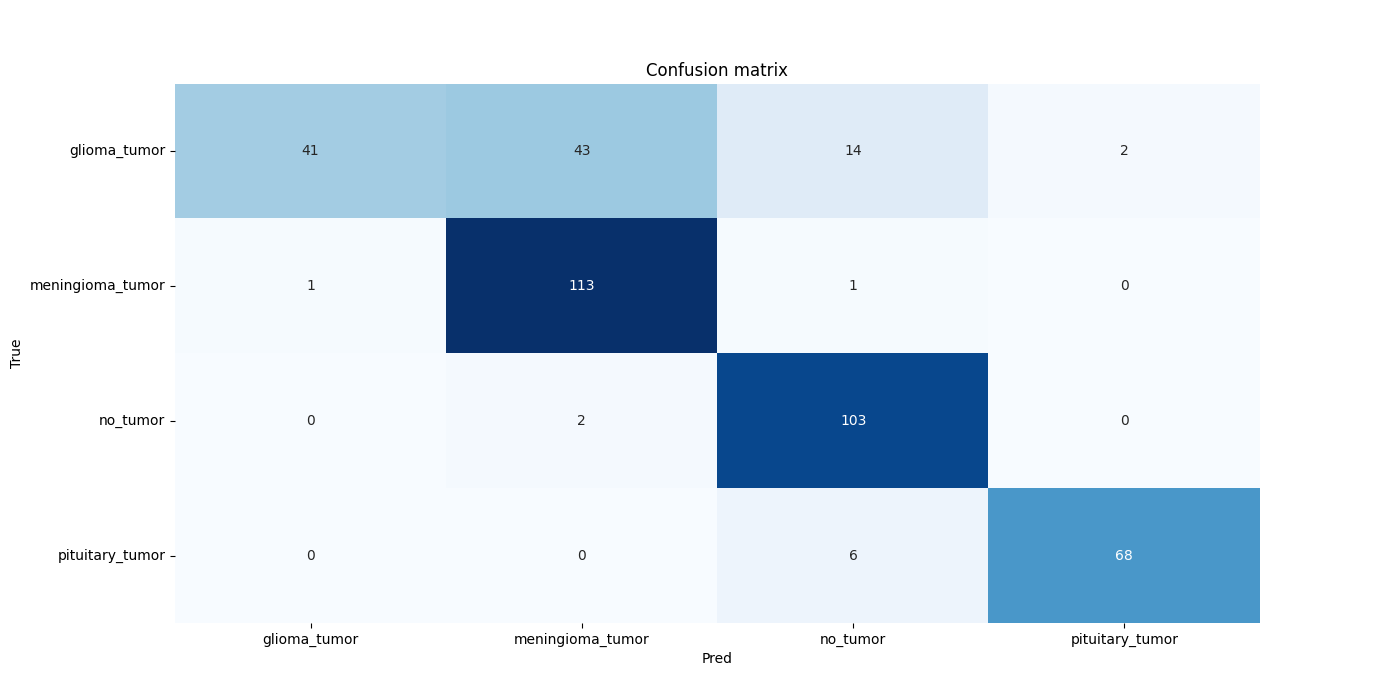 Confusion matrix
glioma_tumor 41 43 14 2
meningioma_tumor 1 113 1 0
True
no_tumor 0 2 103 0
pituitary_tumor 0 0 6 68
glioma_tumor meningioma_tumor no_tumor pituitary_tumor
Pred